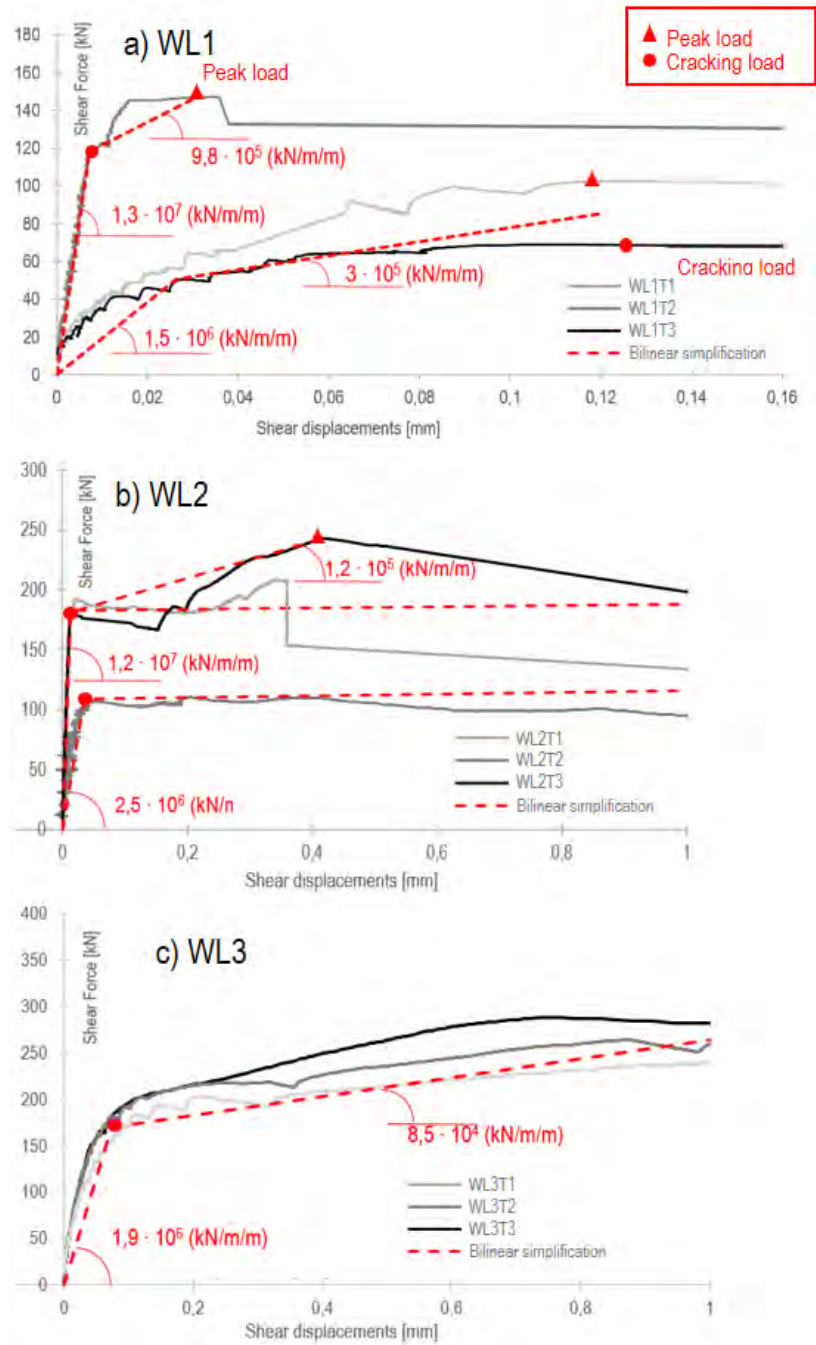 Peak load
Cracking load
a) WL1
Shear Force [kN]
180
160
140
120
100
80
60
40
20
0
Peak load
9,8 · 10⁵ (kN/m/m)
1,3 · 10⁷ (kN/m/m)
3 · 10⁵ (kN/m/m)
1,5 · 10⁶ (kN/m/m)
Cracking load
WL1T1
WL1T2
WL1T3
Bilinear simplification
0 0,02 0,04 0,06 0,08 0,1 0,12 0,14 0,16
Shear displacements [mm]
b) WL2
Shear Force [kN]
300
250
200
150
100
50
0
1,2 · 10⁵ (kN/m/m)
1,2 · 10⁷ (kN/m/m)
2,5 · 10⁶ (kN/n
WL2T1
WL2T2
WL2T3
Bilinear simplification
0 0,2 0,4 0,6 0,8 1
Shear displacements [mm]
c) WL3
Shear Force [kN]
400
350
300
250
200
150
100
50
0
8,5 · 10⁴ (kN/m/m)
1,9 · 10⁶ (kN/m/m)
WL3T1
WL3T2
WL3T3
Bilinear simplification
0 0,2 0,4 0,6 0,8 1
Shear displacements [mm]